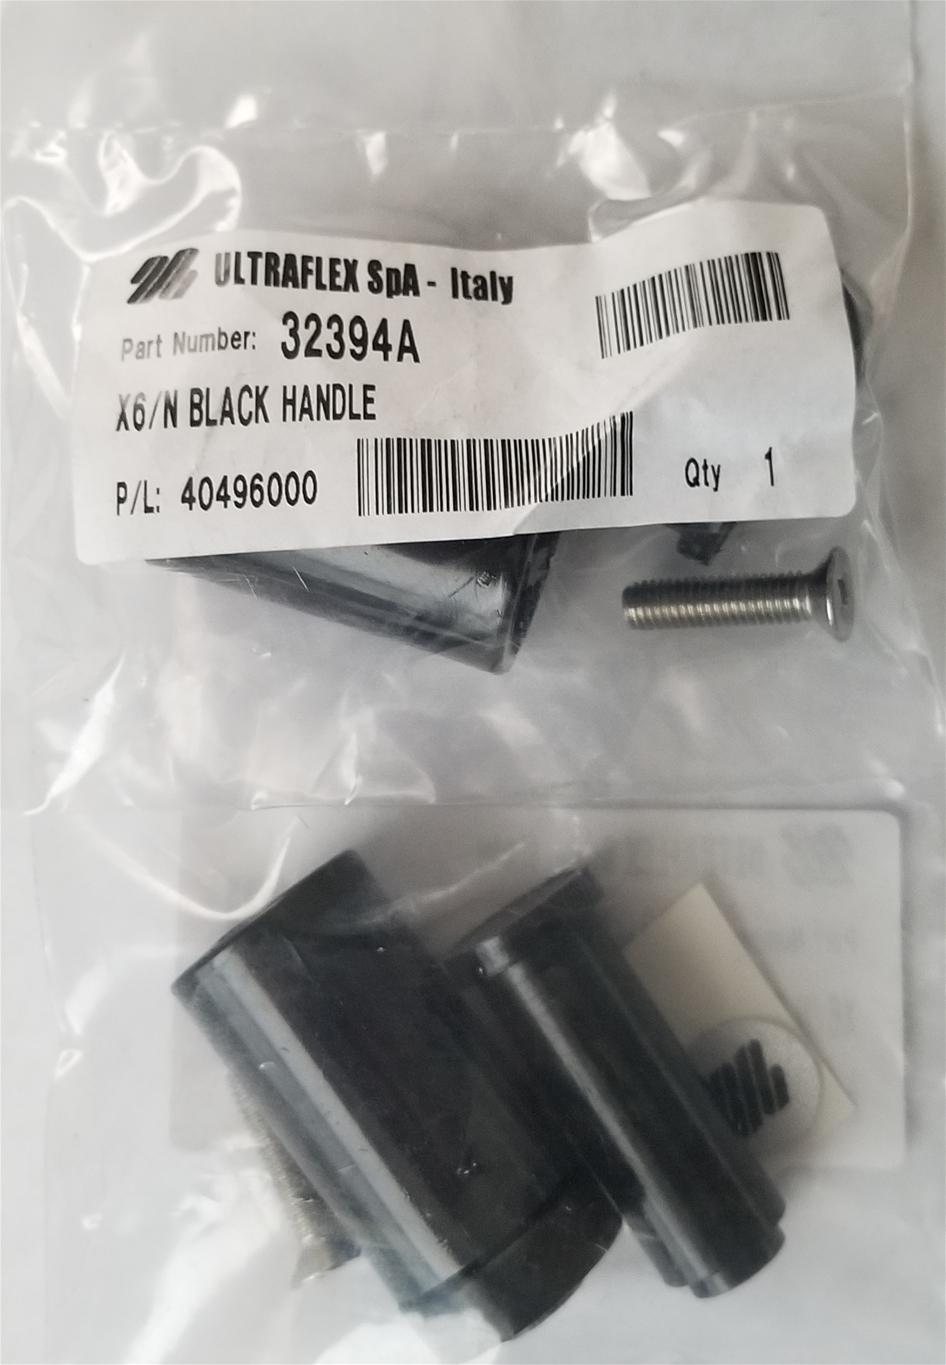 ULTRAFLEX SpA - Italy
Part Number: 32394A
X6/N BLACK HANDLE
P/L: 40496000 Qty 1